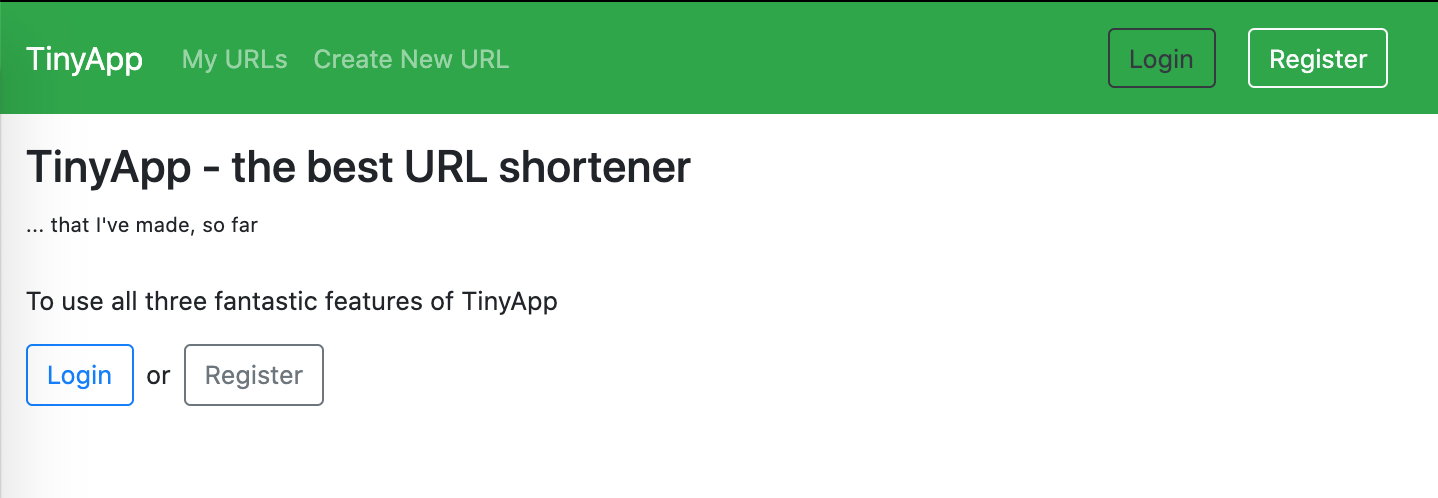 TinyApp My URLs Create New URL Login Register
TinyApp - the best URL shortener
... that I've made, so far
To use all three fantastic features of TinyApp
Login or Register